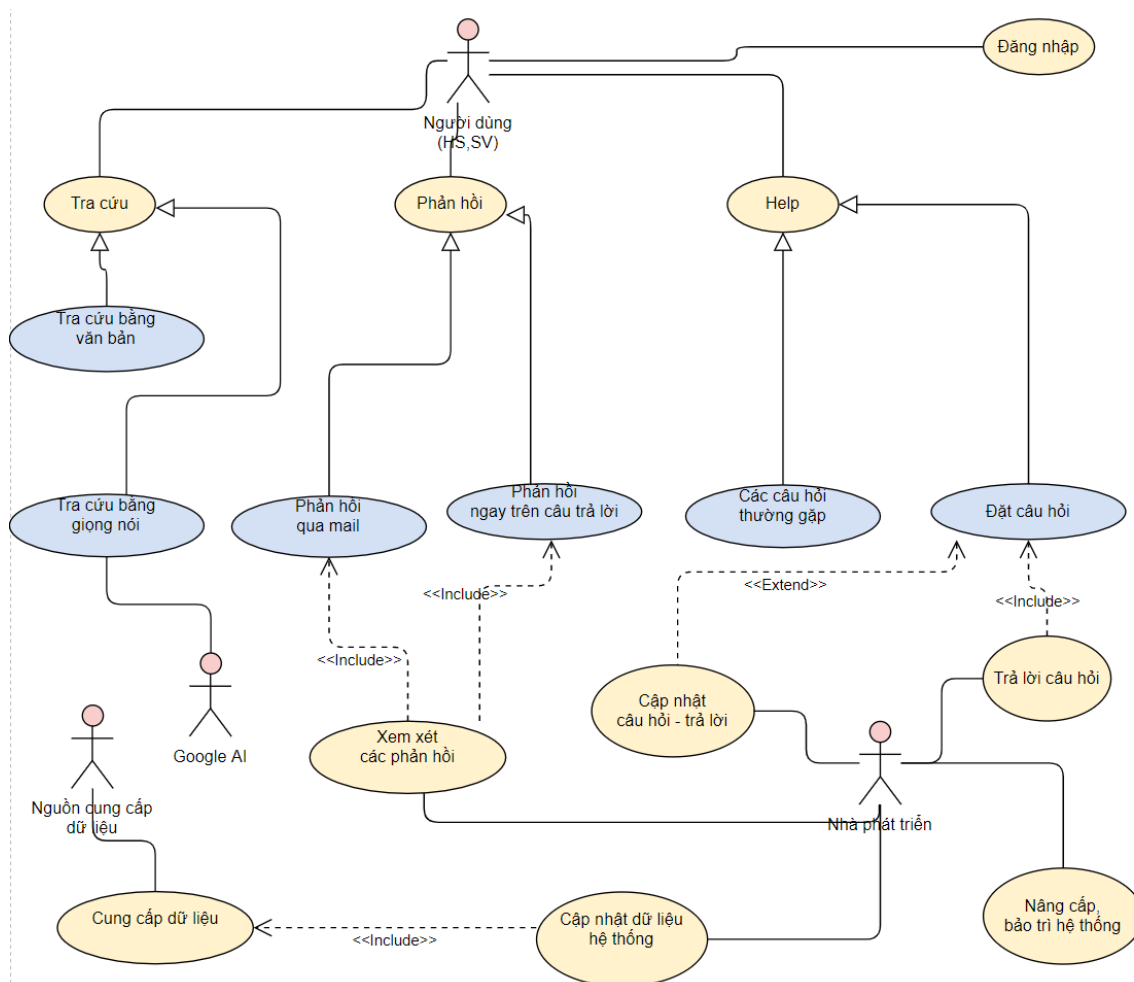 Đăng nhập
Người dùng
(HS,SV)
Tra cứu
Phản hồi
Help
Tra cứu bằng
văn bản
Tra cứu bằng
giọng nói
Phản hồi
qua mail
Phản hồi
ngay trên câu trả lời
Các câu hỏi
thường gặp
Đặt câu hỏi
<<Extend>>
<<Include>>
<<Include>>
<<Include>>
Trả lời câu hỏi
Cập nhật
câu hỏi - trả lời
Xem xét
các phản hồi
Google AI
Nguồn cung cấp
dữ liệu
Nhà phát triển
Cung cấp dữ liệu
<<Include>>
Cập nhật dữ liệu
hệ thống
Nâng cấp,
bảo trì hệ thống